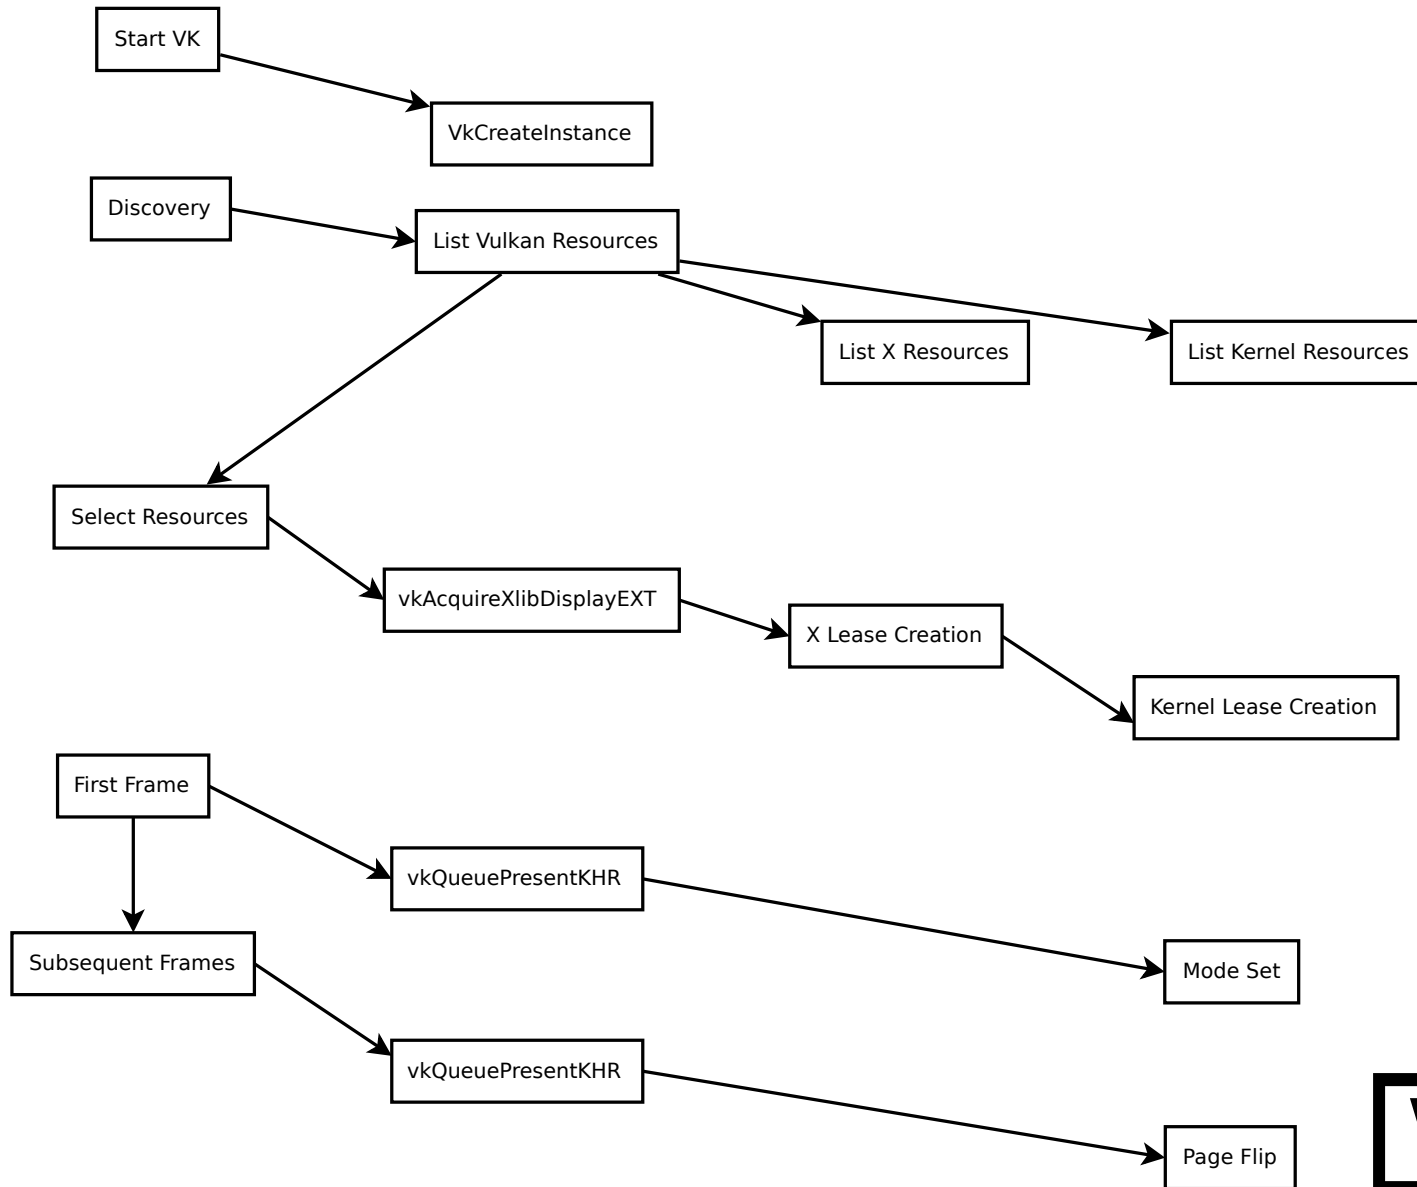 Start VK
VkCreateInstance
Discovery
List Vulkan Resources
List X Resources
List Kernel Resources
Select Resources
vkAcquireXlibDisplayEXT
X Lease Creation
Kernel Lease Creation
First Frame
vkQueuePresentKHR
Subsequent Frames
Mode Set
vkQueuePresentKHR
Page Flip